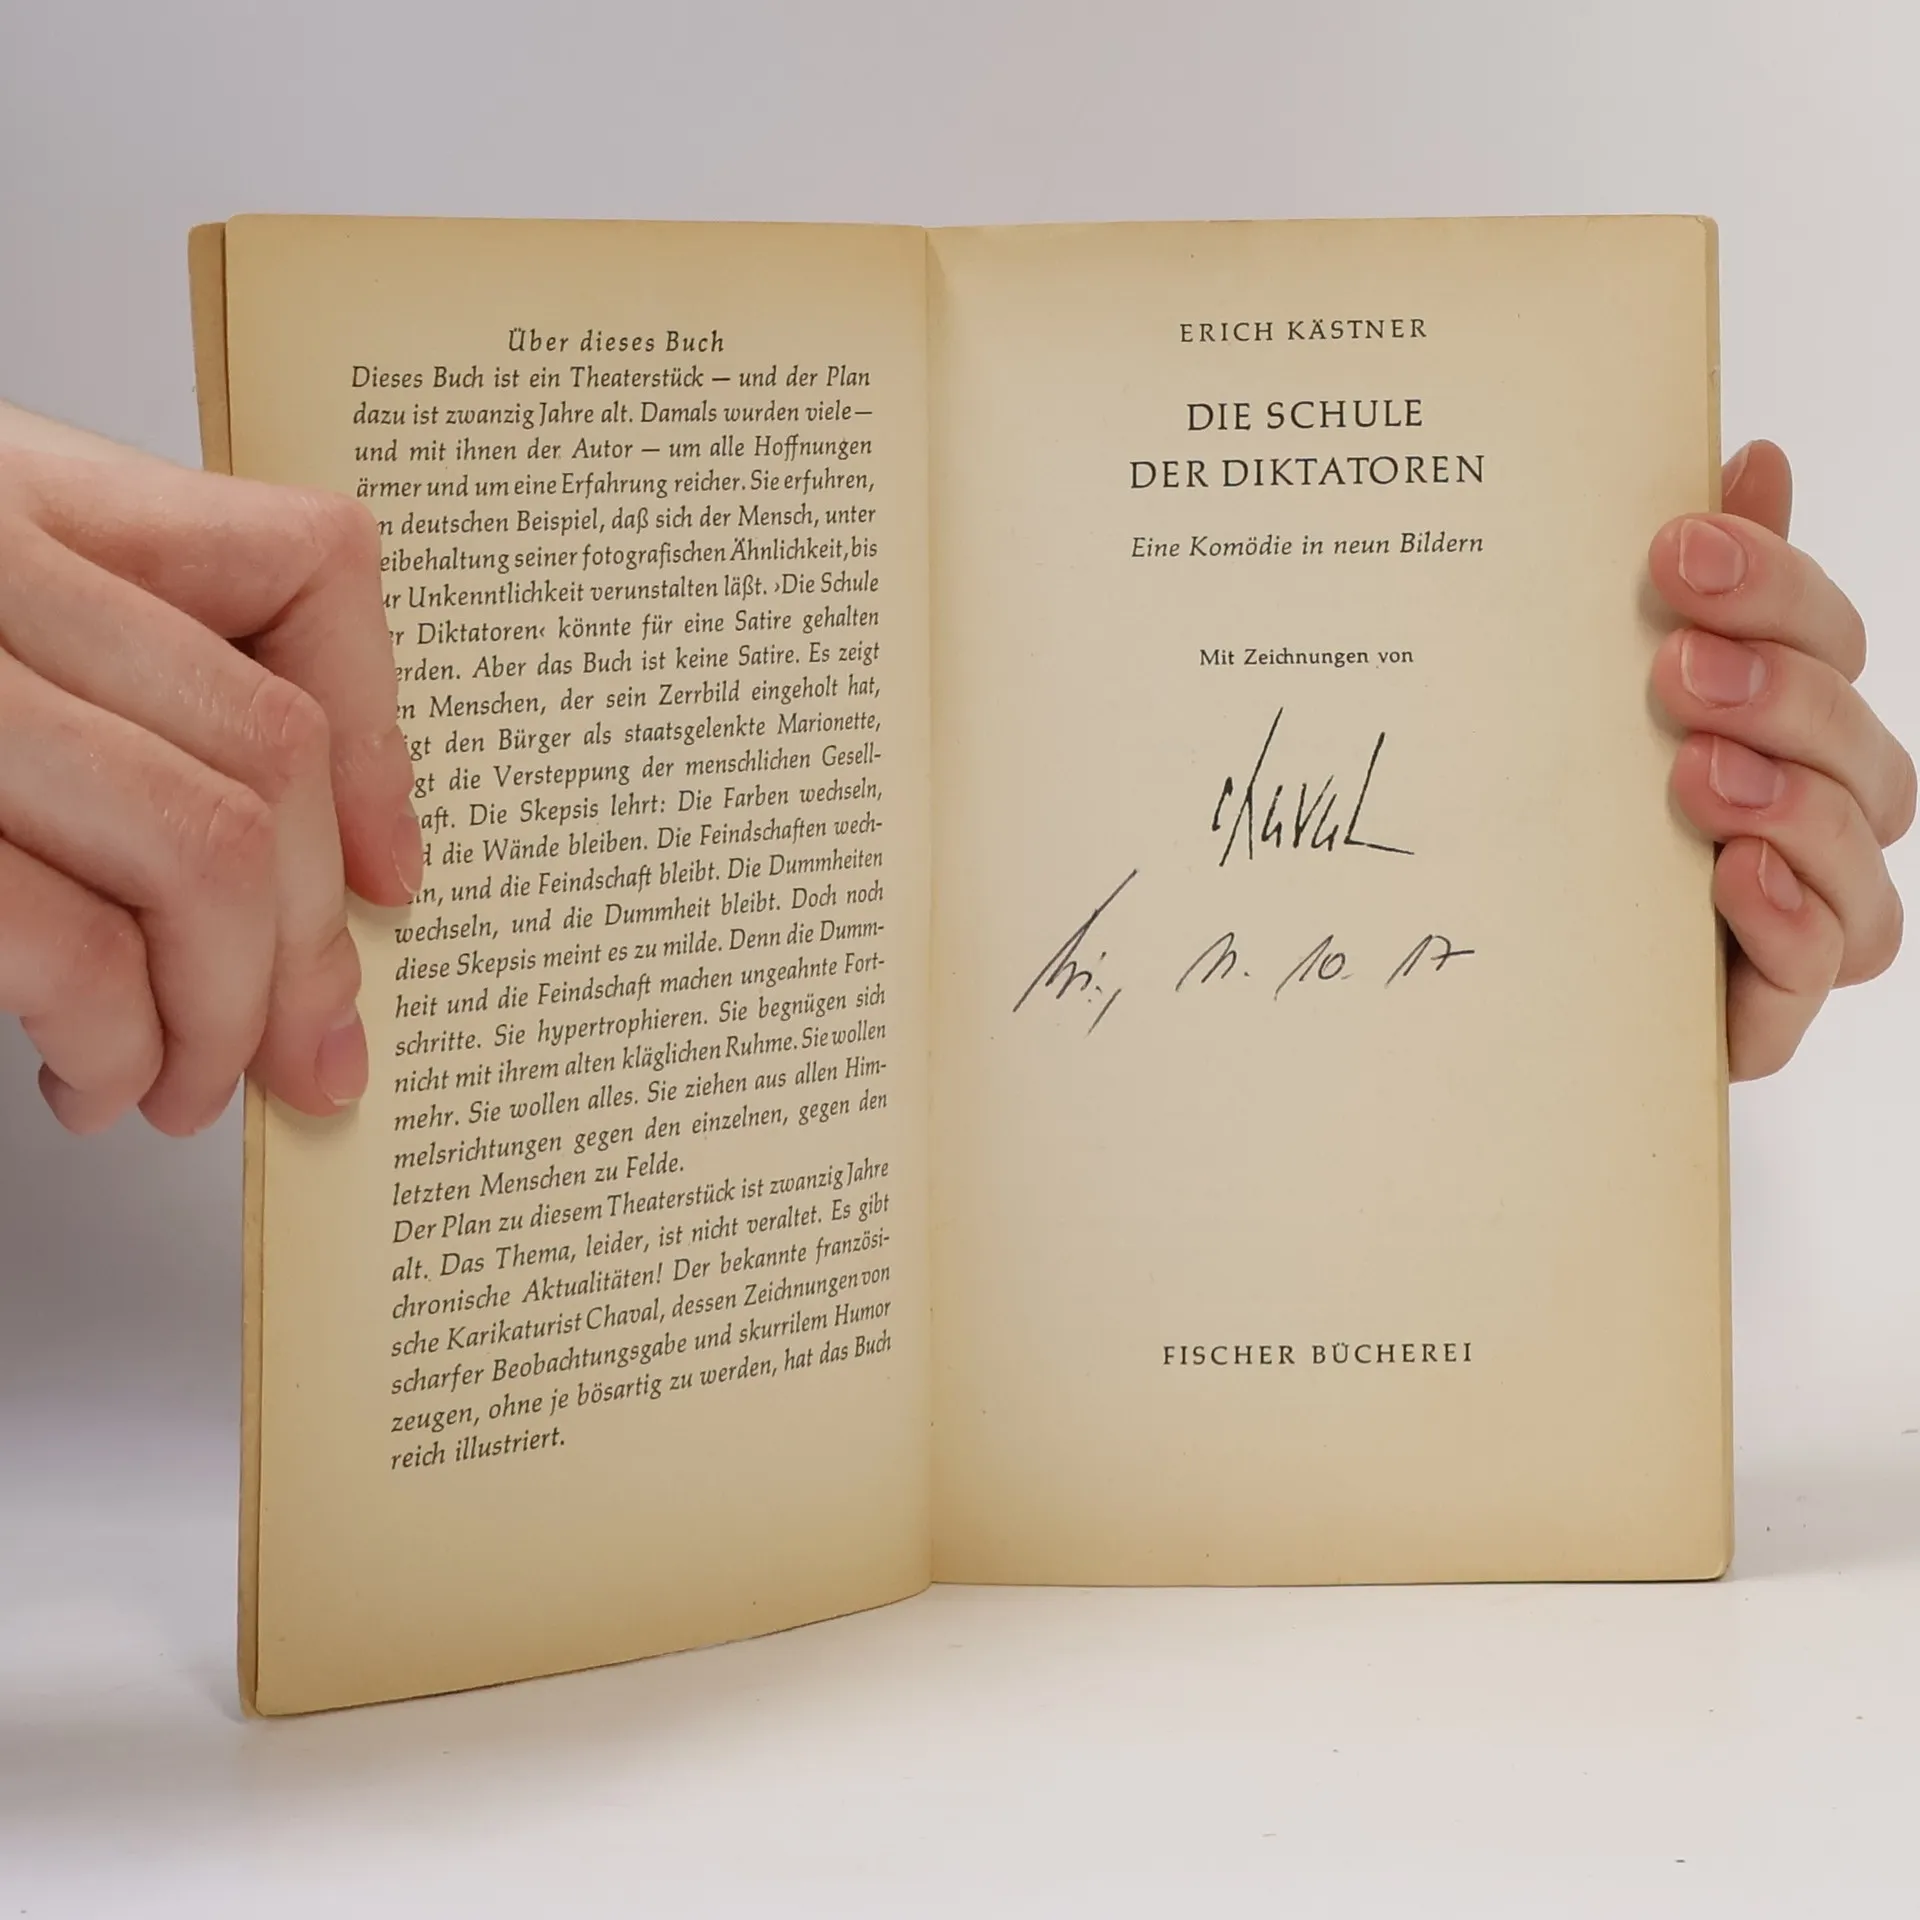 Über dieses Buch
Dieses Buch ist ein Theaterstück — und der Plan
dazu ist zwanzig Jahre alt. Damals wurden viele —
und mit ihnen der Autor — um alle Hoffnungen
ärmer und um eine Erfahrung reicher. Sie erfuhren,
deutschen Beispiel, daß sich der Mensch, unter
eibehaltung seiner fotografischen Ähnlichkeit, bis
ur Unkenntlichkeit verunstalten läßt. ›Die Schule
r Diktatoren‹ könnte für eine Satire gehalten
erden. Aber das Buch ist keine Satire. Es zeigt
en Menschen, der sein Zerrbild eingeholt hat,
igt den Bürger als staatsgelenkte Marionette,
gt die Versteppung der menschlichen Gesell-
aft. Die Skepsis lehrt: Die Farben wechseln,
d die Wände bleiben. Die Feindschaften wech-
ln, und die Feindschaft bleibt. Die Dummheiten
wechseln, und die Dummheit bleibt. Doch noch
diese Skepsis meint es zu milde. Denn die Dumm-
heit und die Feindschaft machen ungeahnte Fort-
schritte. Sie hypertrophieren. Sie begnügen sich
nicht mit ihrem alten kläglichen Ruhme. Sie wollen
mehr. Sie wollen alles. Sie ziehen aus allen Him-
melsrichtungen gegen den einzelnen, gegen den
letzten Menschen zu Felde.
Der Plan zu diesem Theaterstück ist zwanzig Jahre
alt. Das Thema, leider, ist nicht veraltet. Es gibt
chronische Aktualitäten! Der bekannte französi-
sche Karikaturist Chaval, dessen Zeichnungen von
scharfer Beobachtungsgabe und skurrilem Humor
zeugen, ohne je bösartig zu werden, hat das Buch
reich illustriert.
ERICH KÄSTNER
DIE SCHULE
DER DIKTATOREN
Eine Komödie in neun Bildern
Mit Zeichnungen von
chaval
10. 17
FISCHER BÜCHEREI